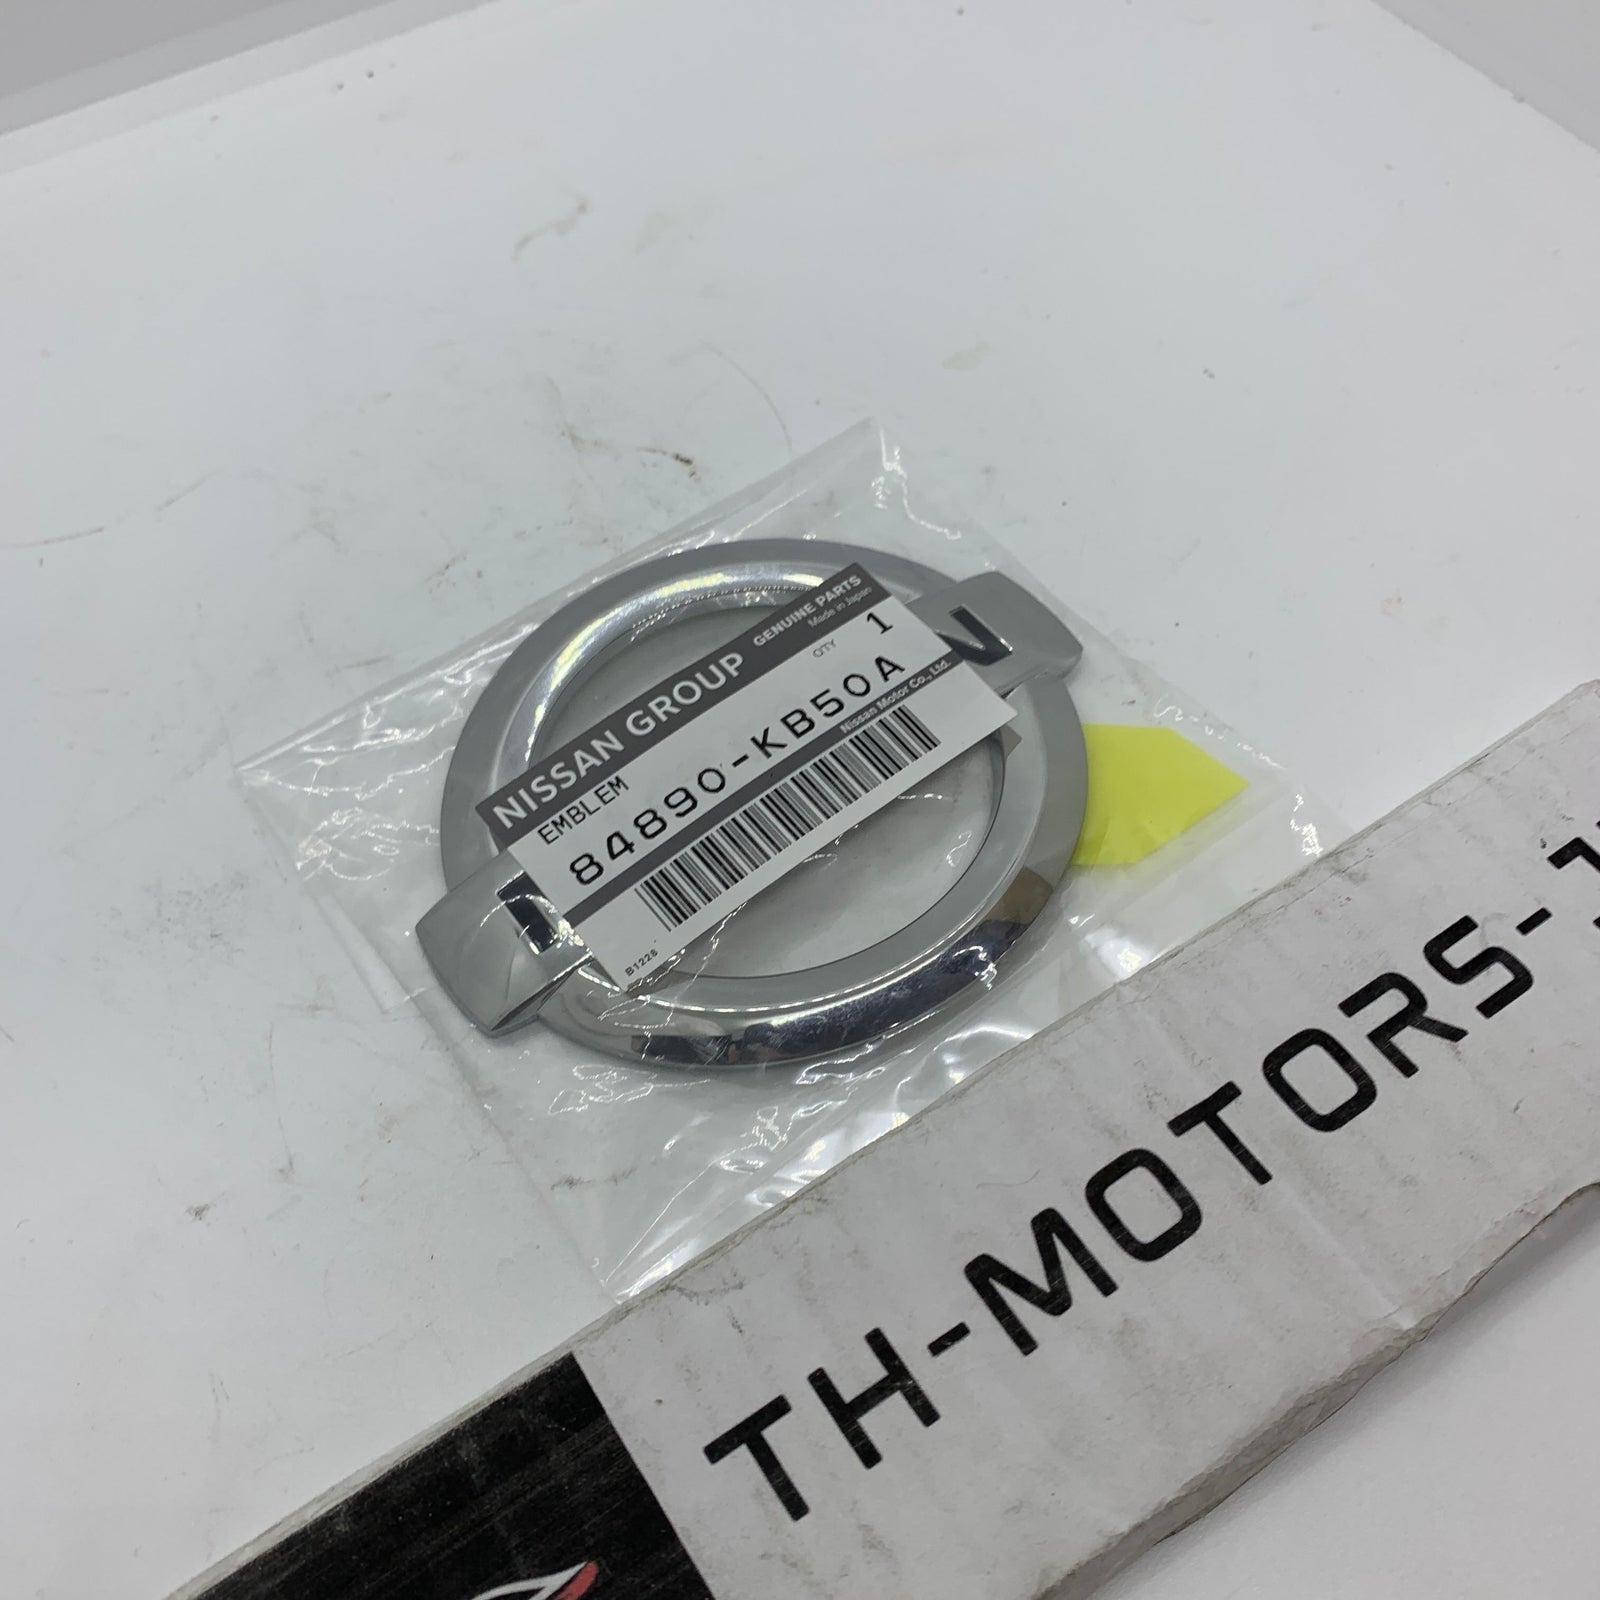 NISSAN GROUP GENUINE PARTS
Made in Japan
EMBLEM QTY 1
84890-KB50A
Nissan Motor Co., Ltd.
B1228
N
TH-MOTORS-